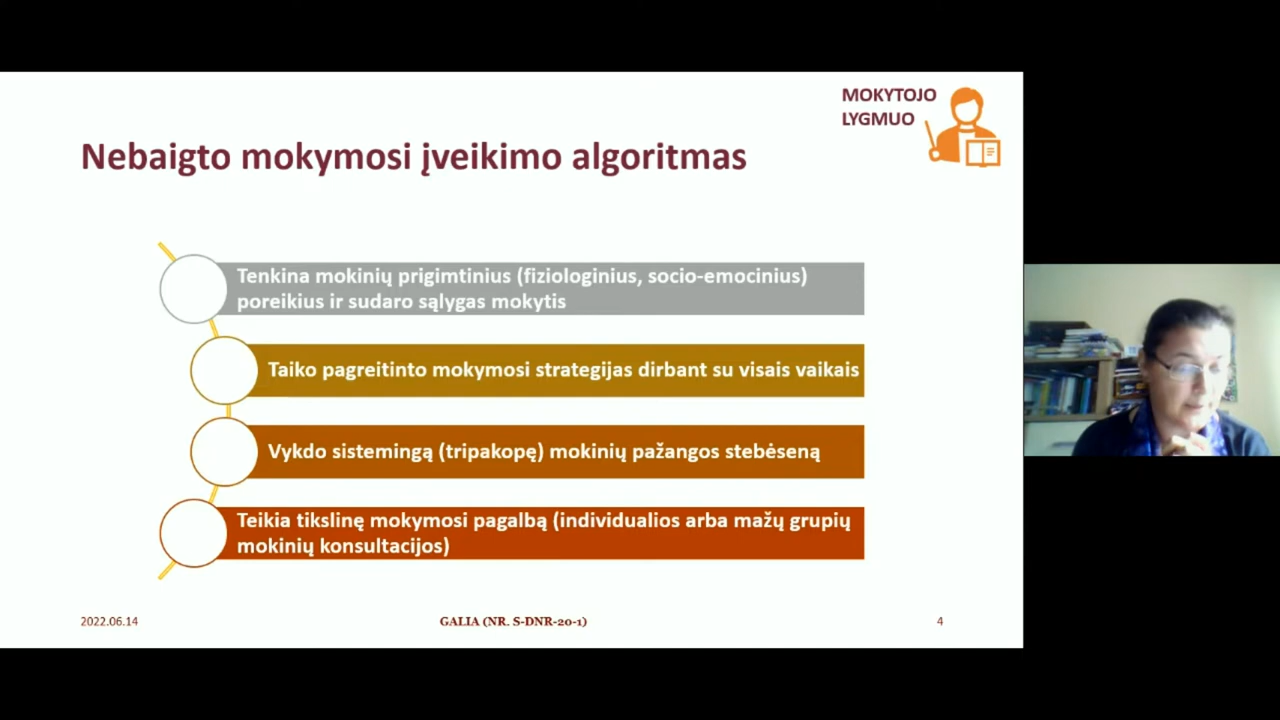 MOKYTOJO
LYGMUO
Nebaigto mokymosi įveikimo algoritmas
Tenkina mokinių prigimtinius (fiziologinius, socio-emocinius)
poreikius ir sudaro sąlygas mokytis
Taiko pagreitinto mokymosi strategijas dirbant su visais vaikais
Vykdo sistemingą (tripakopę) mokinių pažangos stebėseną
Teikia tikslinę mokymosi pagalbą (individualios arba mažų grupių
mokinių konsultacijos)
2022.06.14
GALIA (NR. S-DNR-20-1)
4